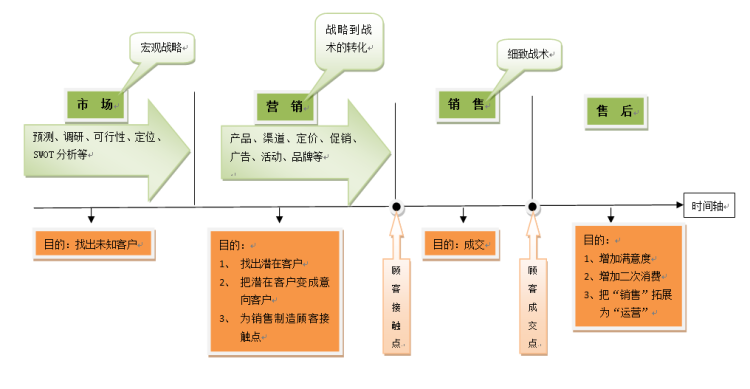 宏观战略
战略到战
术的转化
细致战术
市 场
营 销
销 售
售 后
预测、调研、可行性、定位、
SWOT 分析等
产品、渠道、定价、促销、
广告、活动、品牌等
时间轴
目的：找出未知客户
目的：
1、 找出潜在客户
2、 把潜在客户变成意
向客户
3、 为销售制造顾客接
触点
顾
客
接
触
点
目的：成交
顾
客
成
交
点
目的：
1、增加满意度
2、增加二次消费
3、把“销售”拓展
为“运营”